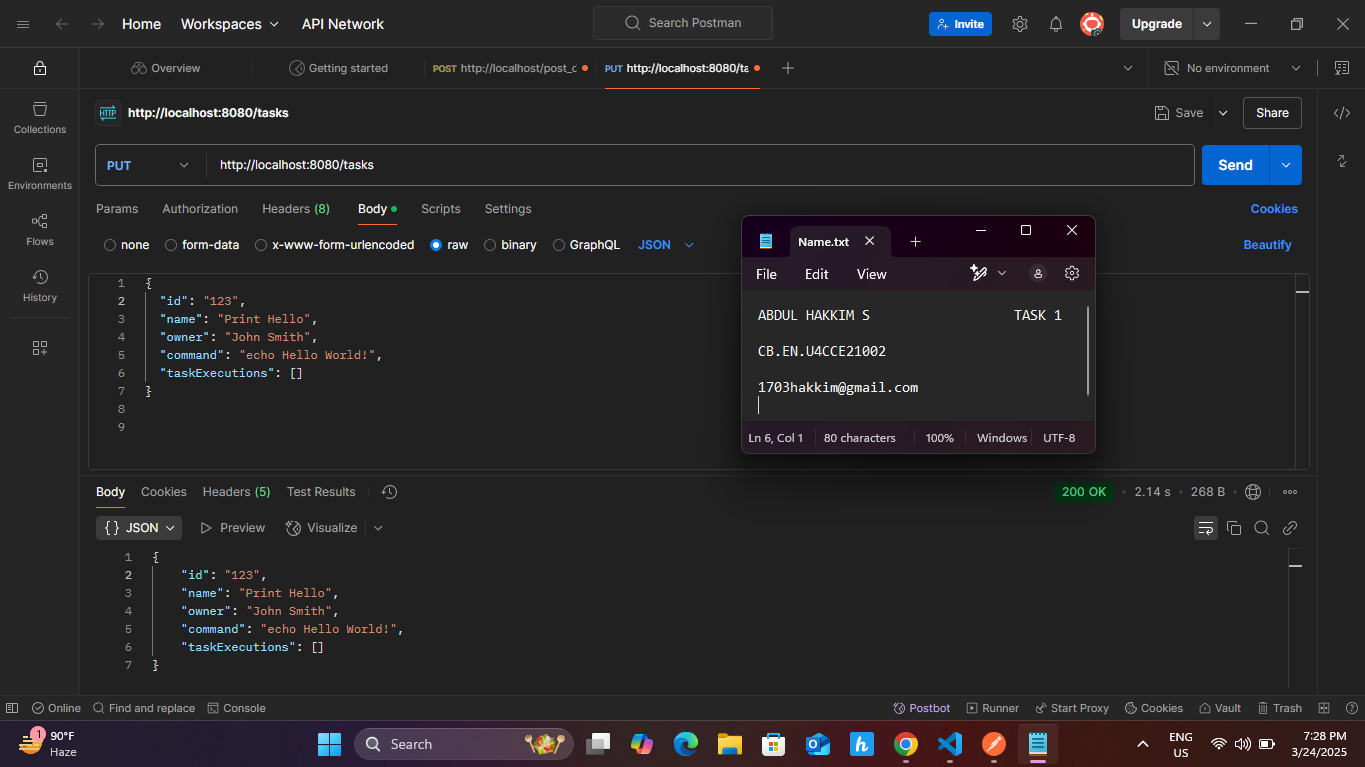 Home Workspaces API Network Search Postman Invite Upgrade
Overview Getting started POST http://localhost/post_c PUT http://localhost:8080/ta No environment
HTTP http://localhost:8080/tasks Save Share
PUT http://localhost:8080/tasks Send
Params Authorization Headers (8) Body Scripts Settings Cookies
none form-data x-www-form-urlencoded raw binary GraphQL JSON Beautify
Collections
Environments
Flows
History
1 {
2 "id": "123",
3 "name": "Print Hello",
4 "owner": "John Smith",
5 "command": "echo Hello World!",
6 "taskExecutions": []
7 }
8
9
Name.txt
File Edit View
ABDUL HAKKIM S TASK 1
CB.EN.U4CCE21002
1703hakkim@gmail.com
Ln 6, Col 1 80 characters 100% Windows UTF-8
Body Cookies Headers (5) Test Results 200 OK 2.14 s 268 B
{} JSON Preview Visualize
1 {
2 "id": "123",
3 "name": "Print Hello",
4 "owner": "John Smith",
5 "command": "echo Hello World!",
6 "taskExecutions": []
7 }
Online Find and replace Console Postbot Runner Start Proxy Cookies Vault Trash
1 90°F
Haze
Search
h
ENG
US
7:28 PM
3/24/2025